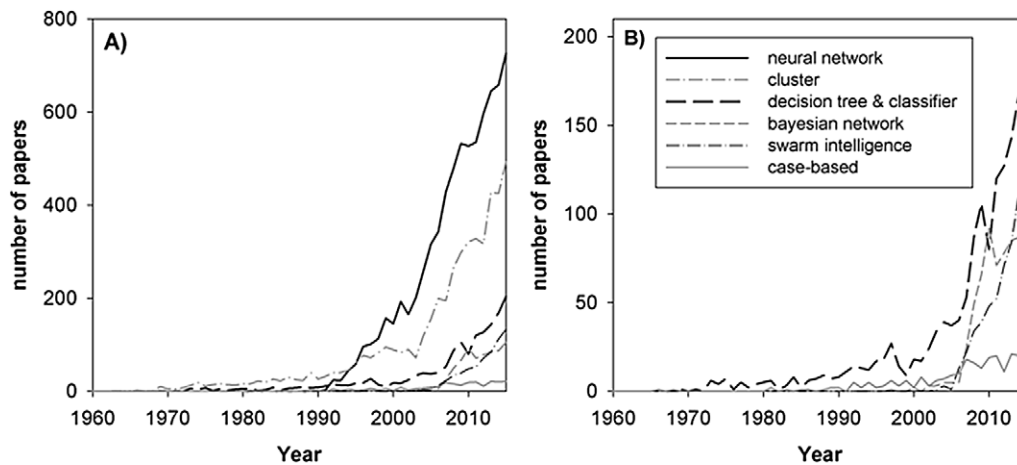 A)
number of papers
800
600
400
200
0
1960 1970 1980 1990 2000 2010
Year
B)
number of papers
200
150
100
50
0
neural network
cluster
decision tree & classifier
bayesian network
swarm intelligence
case-based
1960 1970 1980 1990 2000 2010
Year